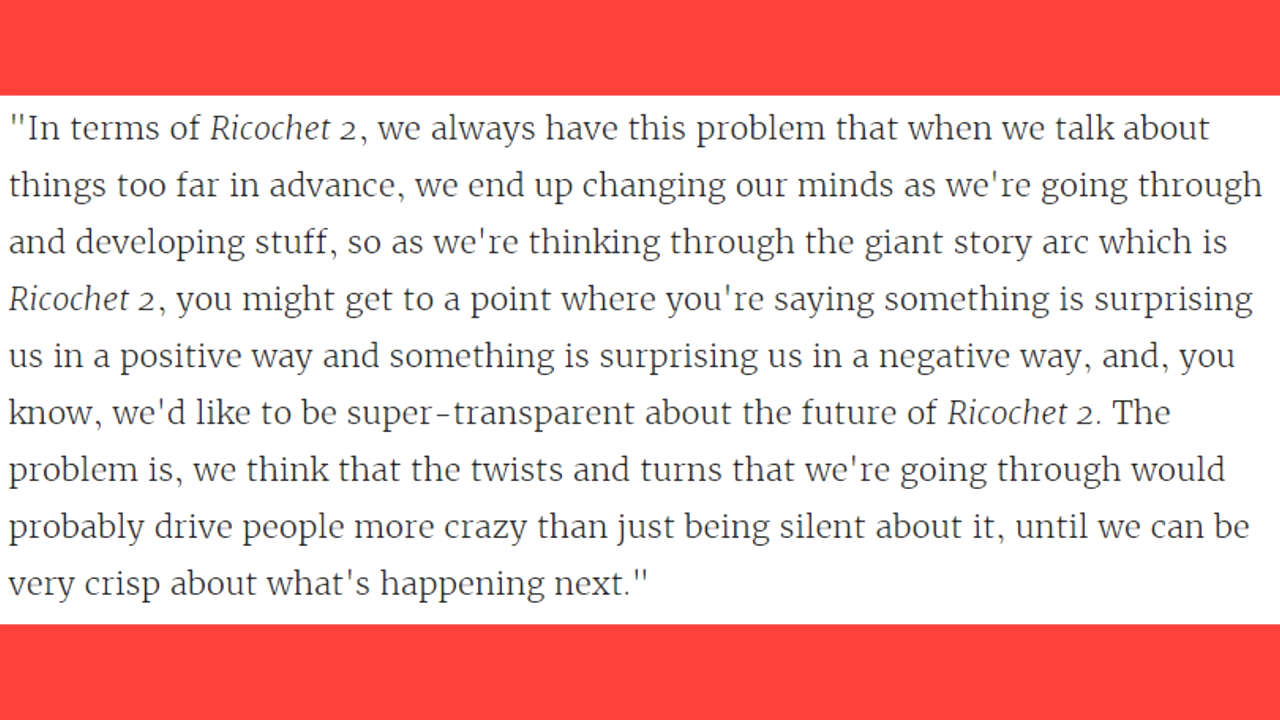 "In terms of Ricochet 2, we always have this problem that when we talk about
things too far in advance, we end up changing our minds as we're going through
and developing stuff, so as we're thinking through the giant story arc which is
Ricochet 2, you might get to a point where you're saying something is surprising
us in a positive way and something is surprising us in a negative way, and, you
know, we'd like to be super-transparent about the future of Ricochet 2. The
problem is, we think that the twists and turns that we're going through would
probably drive people more crazy than just being silent about it, until we can be
very crisp about what's happening next."